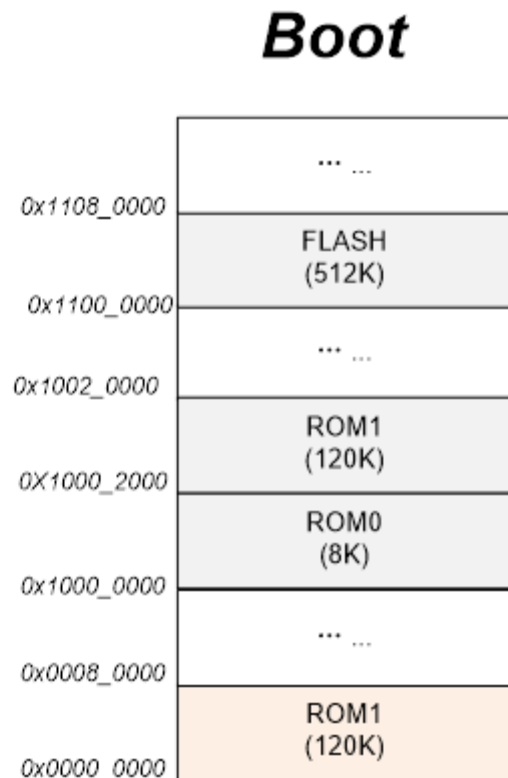 Boot
... ...
0x1108_0000
FLASH
(512K)
0x1100_0000
... ...
0x1002_0000
ROM1
(120K)
0X1000_2000
ROM0
(8K)
0x1000_0000
... ...
0x0008_0000
ROM1
(120K)
0x0000_0000